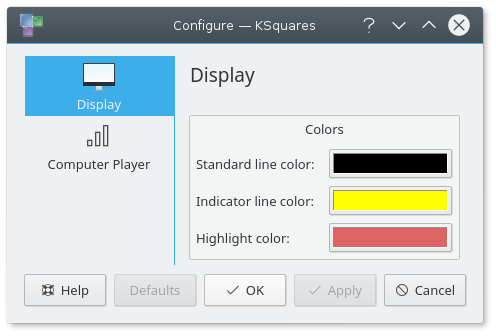 Configure — KSquares
Display
Computer Player
Display
Colors
Standard line color:
Indicator line color:
Highlight color:
Help
Defaults
OK
Apply
Cancel